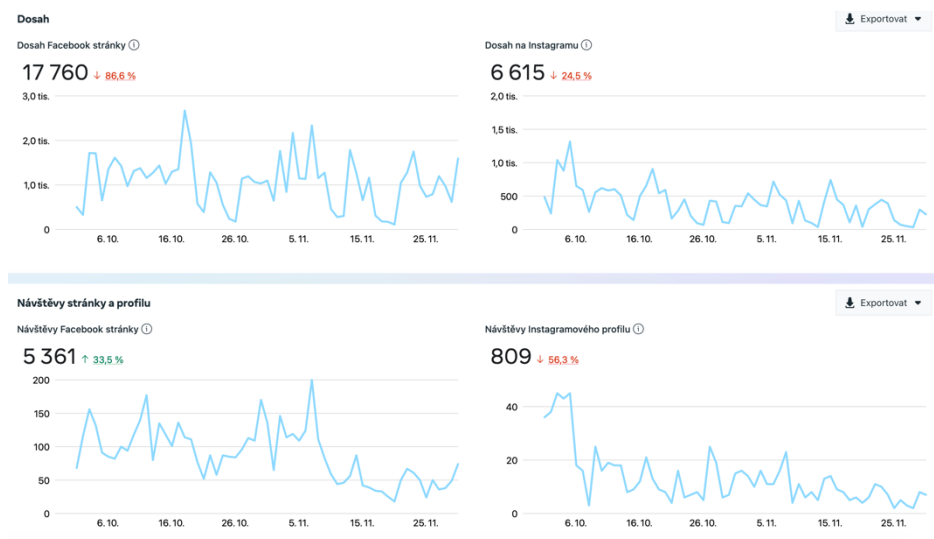 Dosah
Exportovat
Dosah Facebook stránky
Dosah na Instagramu
17 760 ↓ 86,6 %
6 615 ↓ 24,5 %
3,0 tis.
2,0 tis.
1,0 tis.
0
6. 10. 16. 10. 26. 10. 5. 11. 15. 11. 25. 11.
2,0 tis.
1,5 tis.
1,0 tis.
500
0
6. 10. 16. 10. 26. 10. 5. 11. 15. 11. 25. 11.
Návštěvy stránky a profilu
Exportovat
Návštěvy Facebook stránky
Návštěvy Instagramového profilu
5 361 ↑ 33,5 %
809 ↓ 56,3 %
200
150
100
50
0
6. 10. 16. 10. 26. 10. 5. 11. 15. 11. 25. 11.
40
20
0
6. 10. 16. 10. 26. 10. 5. 11. 15. 11. 25. 11.